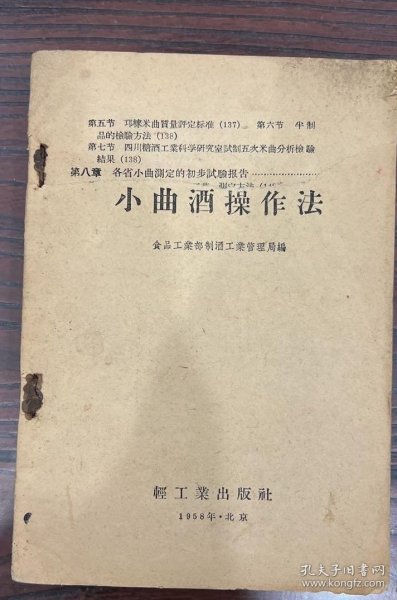 第五节 邛崍米曲質量評定标准 (137) 第六节 半制
品的檢驗方法 (138)
第七节 四川糖酒工業科学研究室試制五次米曲分析檢驗
結果 (138)
第八章 各省小曲測定的初步試驗报告
小曲酒操作法
食品工業部制酒工業管理局編
輕工業出版社
1958年·北京
孔夫子旧书网
www.kongfz.com